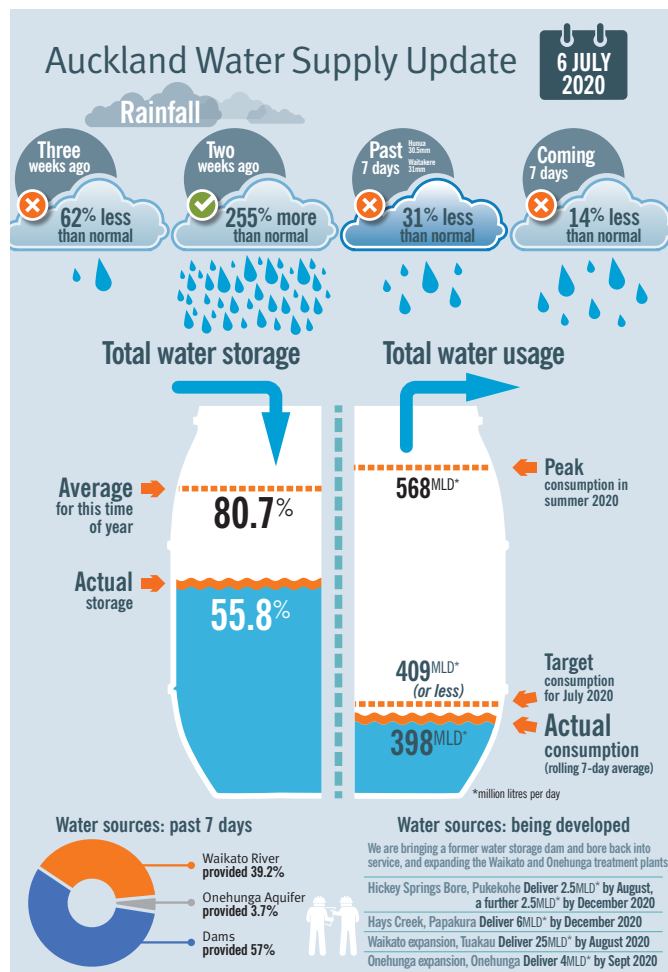 Auckland Water Supply Update
6 JULY
2020
Rainfall
Three
weeks ago
62% less
than normal
Two
weeks ago
255% more
than normal
Past
7 days
Hunua
30.5mm
Waitakere
31mm
31% less
than normal
Coming
7 days
14% less
than normal
Total water storage
Total water usage
Average
for this time
of year
80.7%
Actual
storage
55.8%
568MLD*
Peak
consumption in
summer 2020
409MLD*
(or less)
Target
consumption
for July 2020
398MLD*
Actual
consumption
(rolling 7-day average)
*million litres per day
Water sources: past 7 days
Waikato River
provided 39.2%
Onehunga Aquifer
provided 3.7%
Dams
provided 57%
Water sources: being developed
We are bringing a former water storage dam and bore back into
service, and expanding the Waikato and Onehunga treatment plants
Hickey Springs Bore, Pukekohe Deliver 2.5MLD* by August,
a further 2.5MLD* by December 2020
Hays Creek, Papakura Deliver 6MLD* by December 2020
Waikato expansion, Tuakau Deliver 25MLD* by August 2020
Onehunga expansion, Onehunga Deliver 4MLD* by Sept 2020